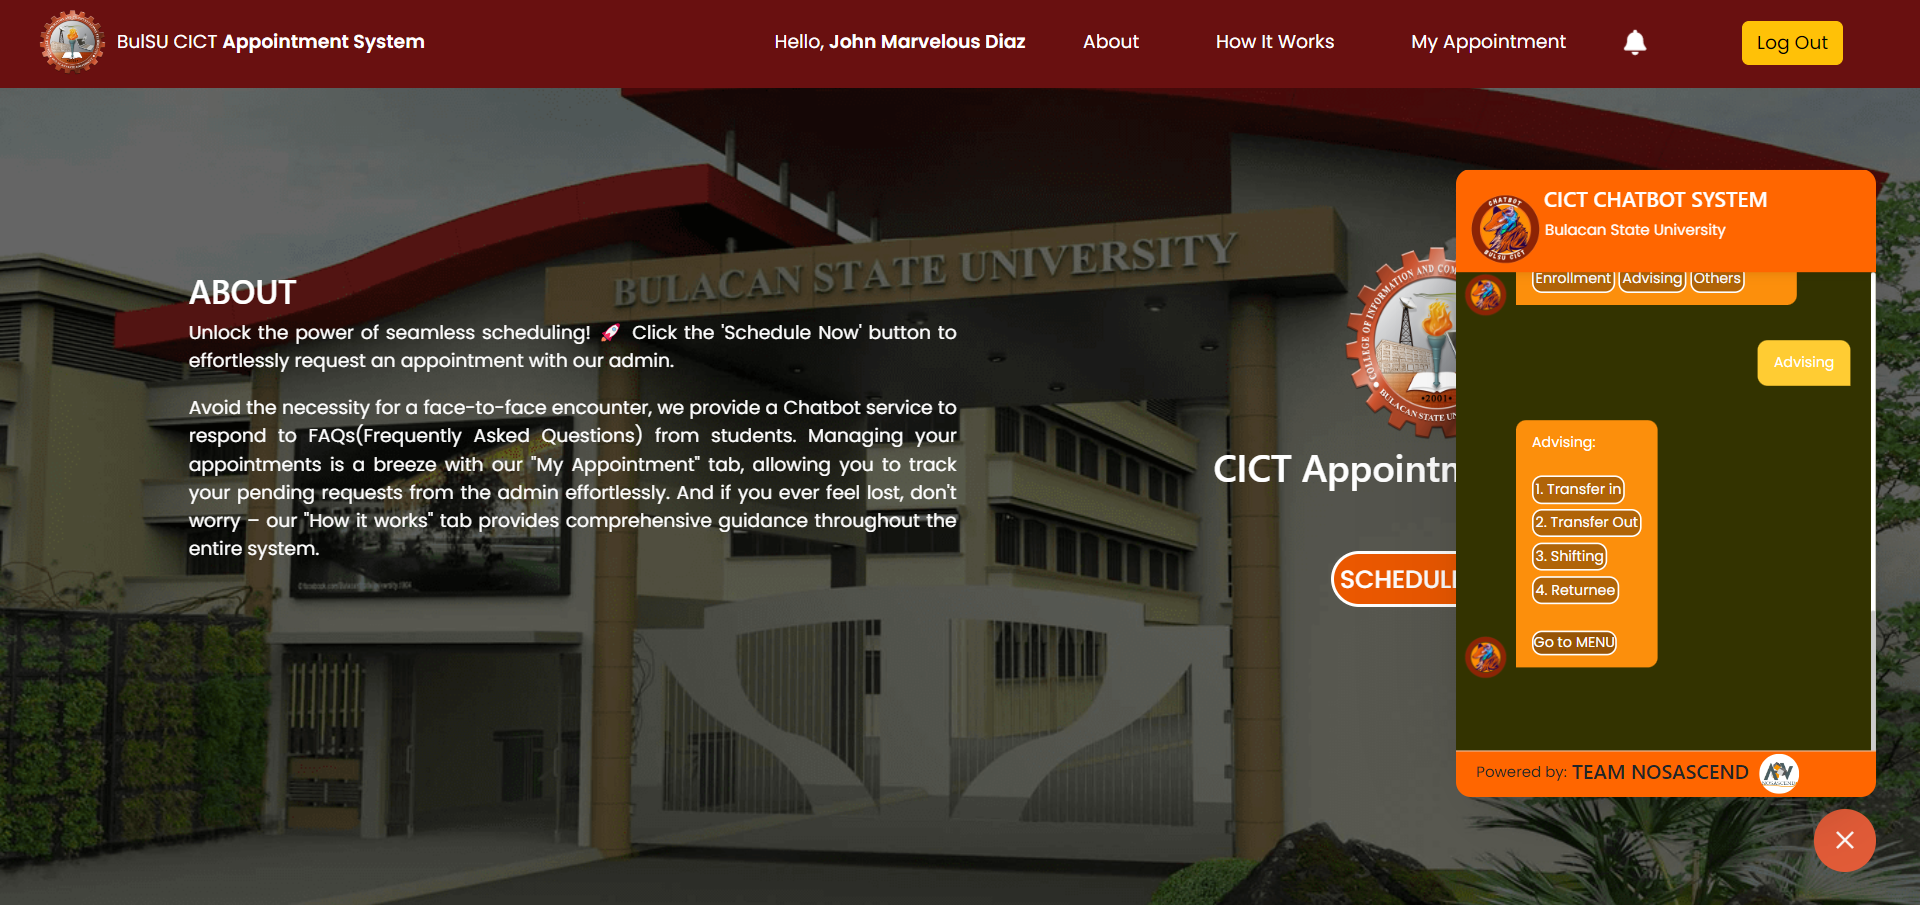 BulSU CICT Appointment System
Hello, John Marvelous Diaz
About
How It Works
My Appointment
Log Out
BULACAN STATE UNIVERSITY
ABOUT
Unlock the power of seamless scheduling! 🚀 Click the 'Schedule Now' button to
effortlessly request an appointment with our admin.
Avoid the necessity for a face-to-face encounter, we provide a Chatbot service to
respond to FAQs(Frequently Asked Questions) from students. Managing your
appointments is a breeze with our "My Appointment" tab, allowing you to track
your pending requests from the admin effortlessly. And if you ever feel lost, don't
worry – our "How it works" tab provides comprehensive guidance throughout the
entire system.
COLLEGE OF INFORMATION AND COM
•2001•
BULACAN STATE UN
CICT Appointm
SCHEDUL
CICT CHATBOT SYSTEM
Bulacan State University
CHATBOT
BULSU CICT
Enrollment Advising Others
Advising
Advising:
1. Transfer in
2. Transfer Out
3. Shifting
4. Returnee
Go to MENU
Powered by: TEAM NOSASCEND
NOSASCEND